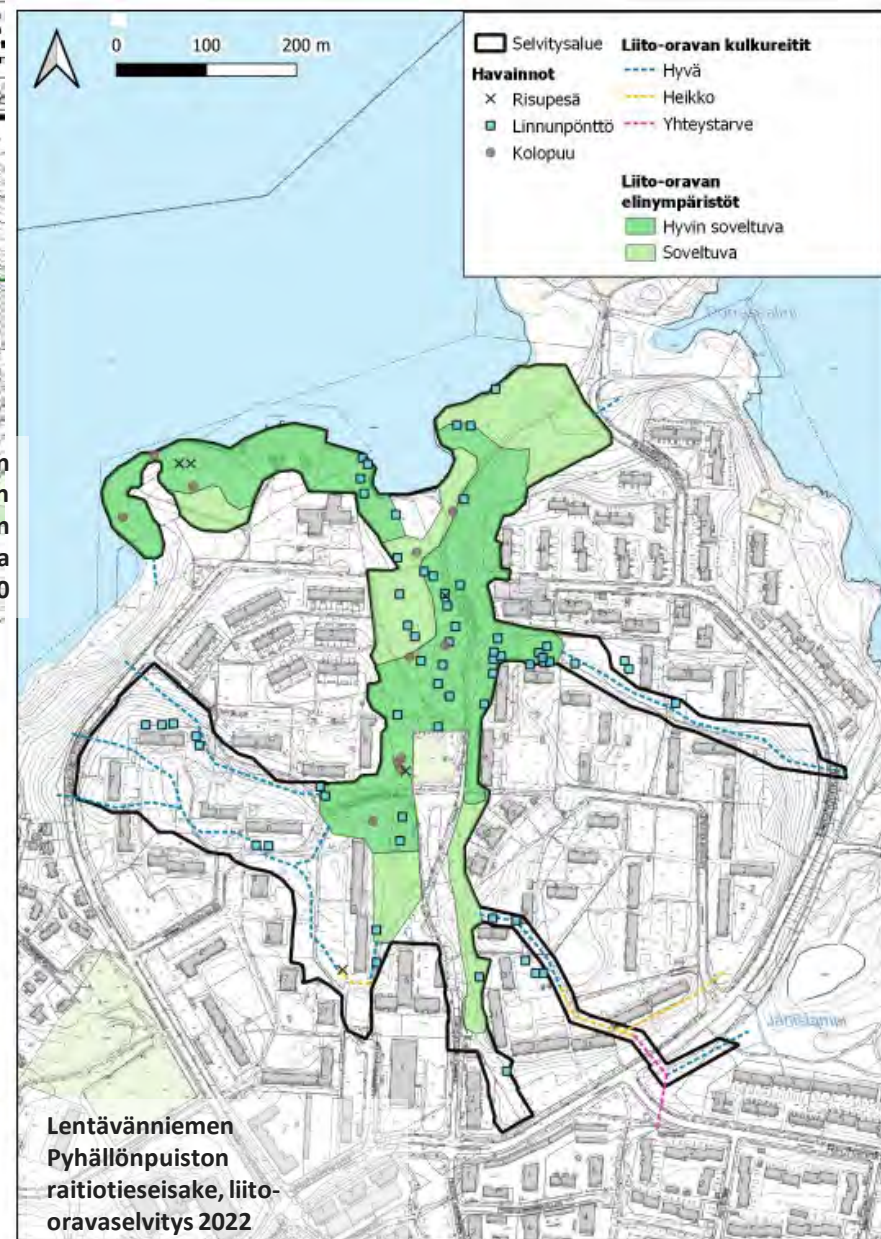 0 100 200 m
Selvitysalue
Havainnot
Risupesä
Linnunpönttö
Kolopuu
Liito-oravan kulkureitit
Hyvä
Heikko
Yhteystarve
Liito-oravan
elinympäristöt
Hyvin soveltuva
Soveltuva
n
n
n
a
0
Lentävänniemen
Pyhällönpuiston
raitiotieseisake, liito-
oravaselvitys 2022